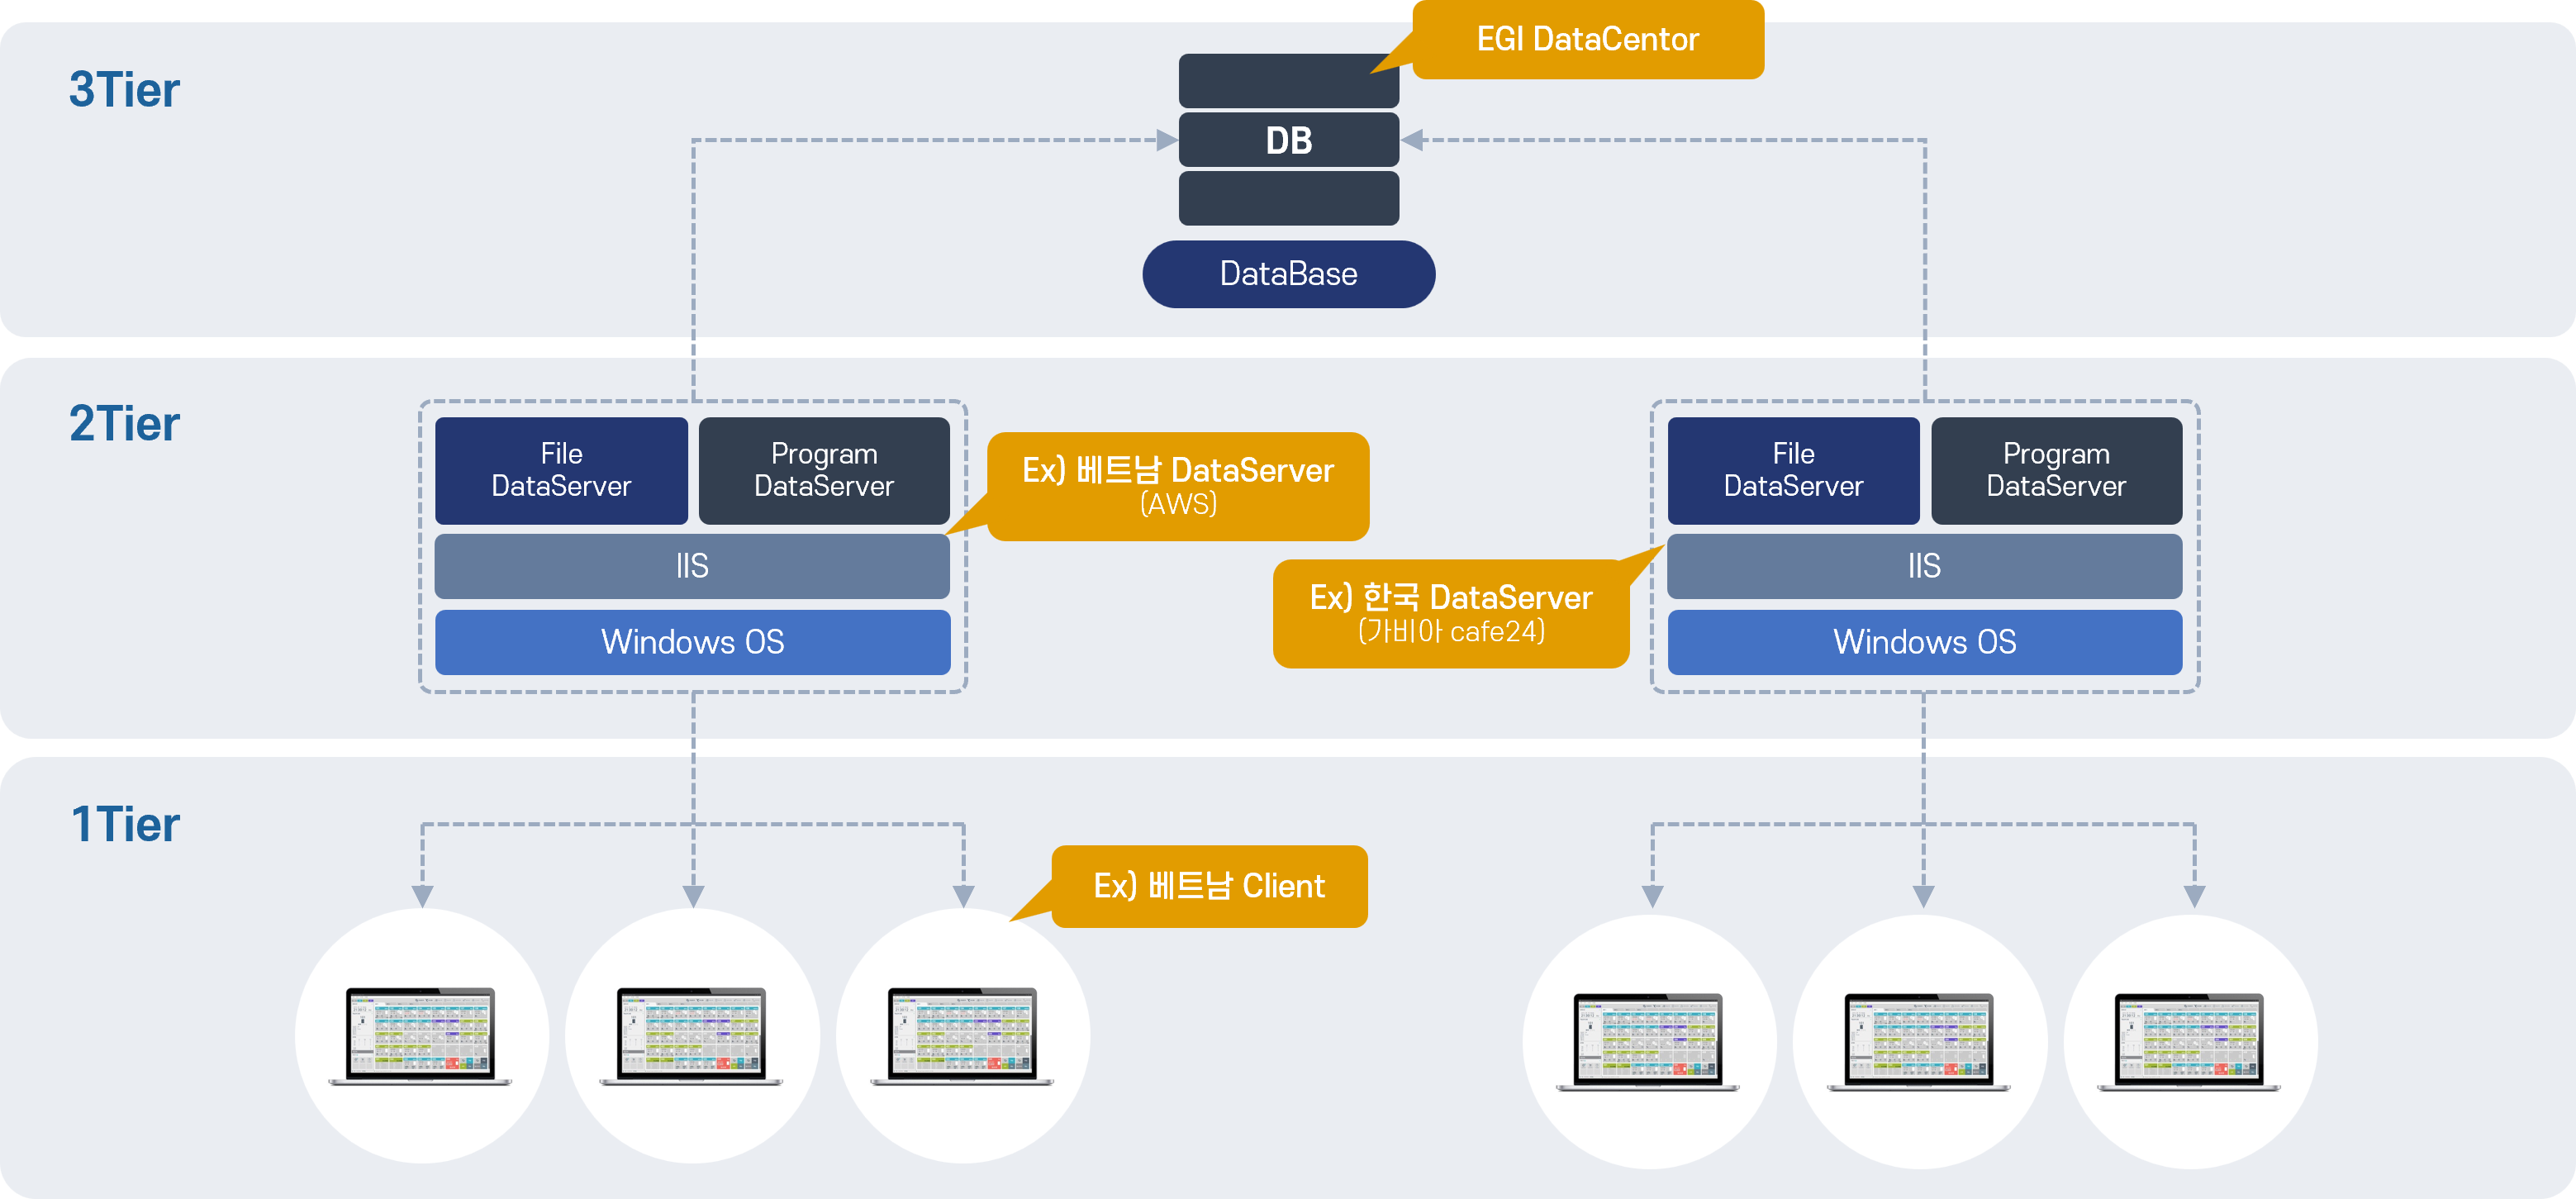 3Tier
EGI DataCentor
DB
DataBase
2Tier
File
DataServer
Program
DataServer
IIS
Windows OS
Ex) 베트남 DataServer
(AWS)
Ex) 한국 DataServer
(가비아 cafe24)
File
DataServer
Program
DataServer
IIS
Windows OS
1Tier
Ex) 베트남 Client